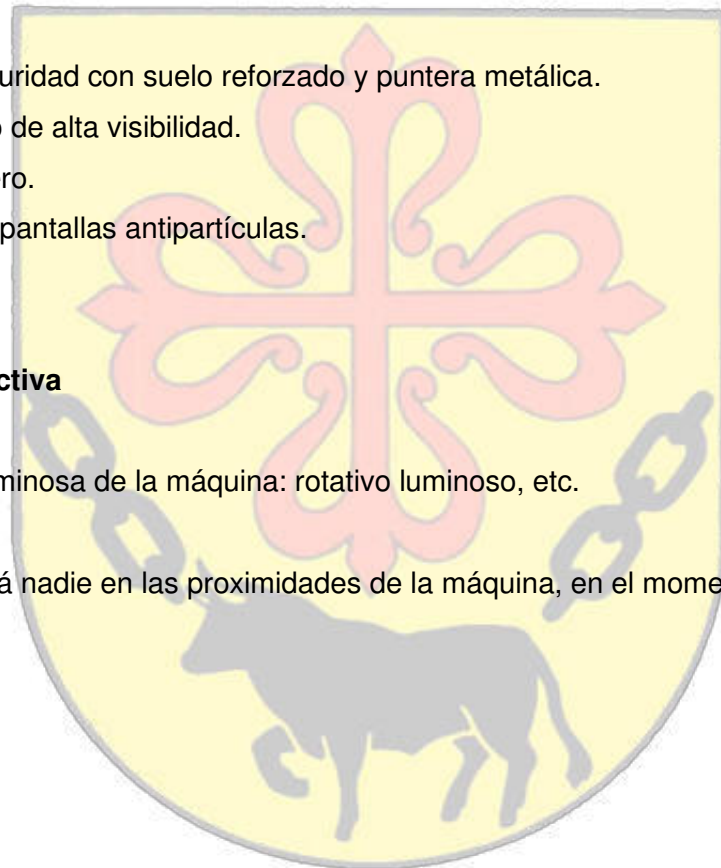 uridad con suelo reforzado y puntera metálica.
o de alta visibilidad.
ero.
pantallas antipartículas.
ctiva
minosa de la máquina: rotativo luminoso, etc.
á nadie en las proximidades de la máquina, en el mome